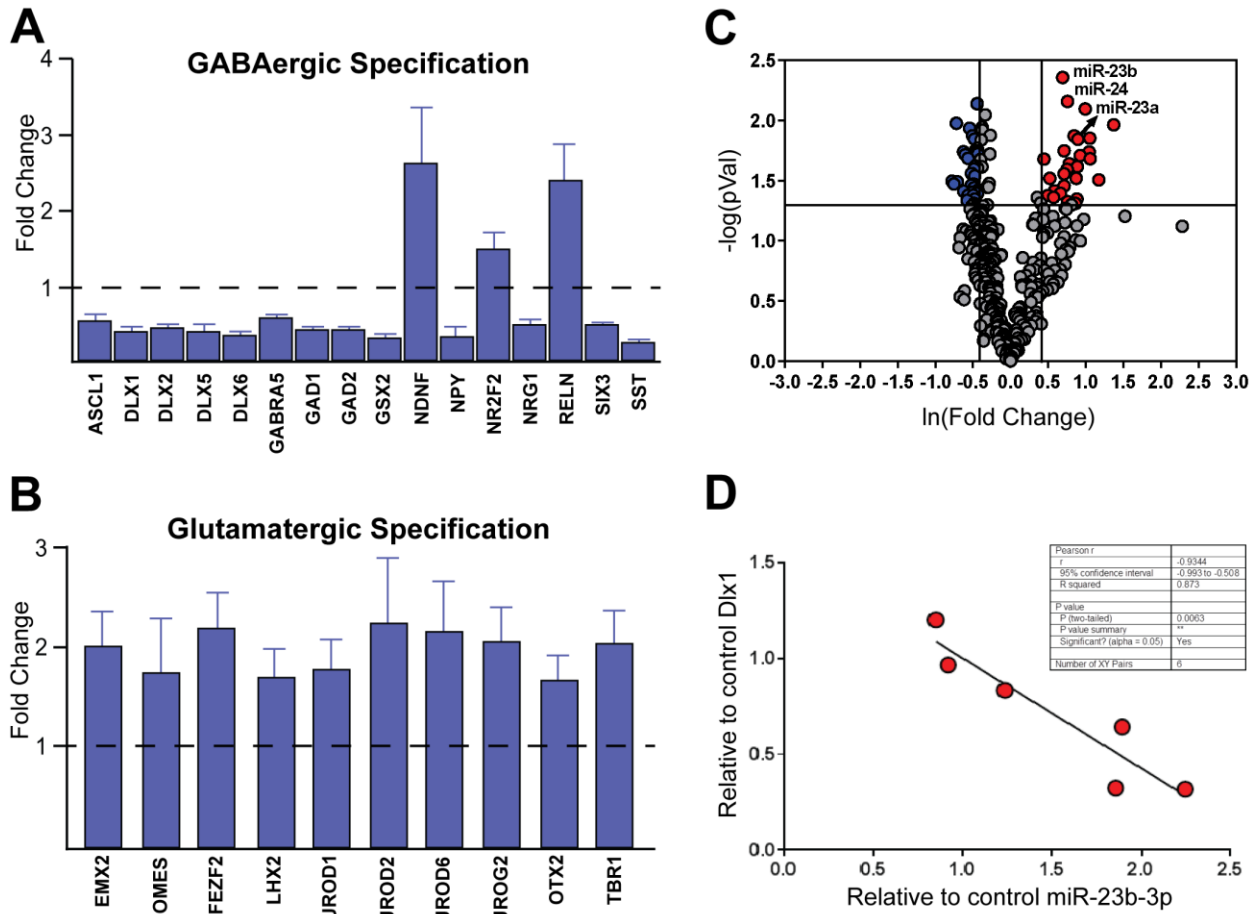 A
GABAergic Specification
Fold Change
4
3
2
1
ASCL1
DLX1
DLX2
DLX5
DLX6
GABRA5
GAD1
GAD2
GSX2
NDNF
NPY
NR2F2
NRG1
RELN
SIX3
SST
B
Glutamatergic Specification
Fold Change
3
2
1
EMX2
OMES
FEZF2
LHX2
UROD1
UROD2
UROD6
UROG2
OTX2
TBR1
C
-log(pVal)
2.5
2.0
1.5
1.0
0.5
0.0
miR-23b
miR-24
miR-23a
-3.0 -2.5 -2.0 -1.5 -1.0 -0.5 0.0 0.5 1.0 1.5 2.0 2.5 3.0
ln(Fold Change)
D
Relative to control Dlx1
1.5
1.0
0.5
0.0
Pearson r
r -0.9344
95% confidence interval -0.993 to -0.508
R squared 0.873
P value
P (two-tailed) 0.0063
P value summary **
Significant? (alpha = 0.05) Yes
Number of XY Pairs 6
0.0 0.5 1.0 1.5 2.0 2.5
Relative to control miR-23b-3p